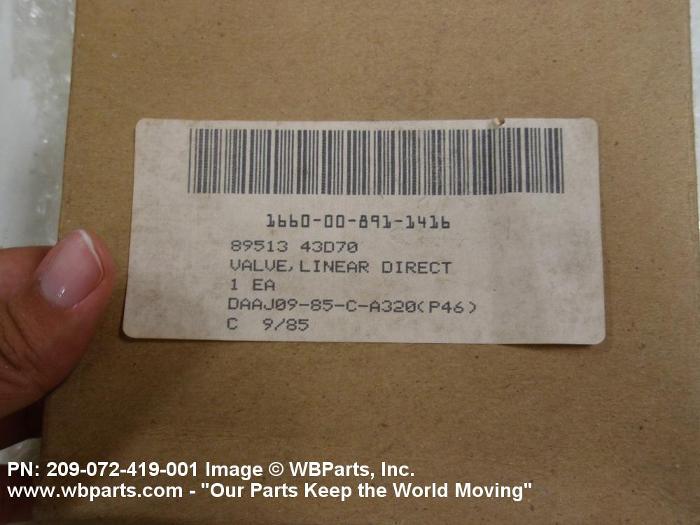 1660-00-891-1416
89513 43D70
VALVE,LINEAR DIRECT
1 EA
DAAJ09-85-C-A320(P46)
C 9/85
PN: 209-072-419-001 Image © WBParts, Inc.
www.wbparts.com - "Our Parts Keep the World Moving"